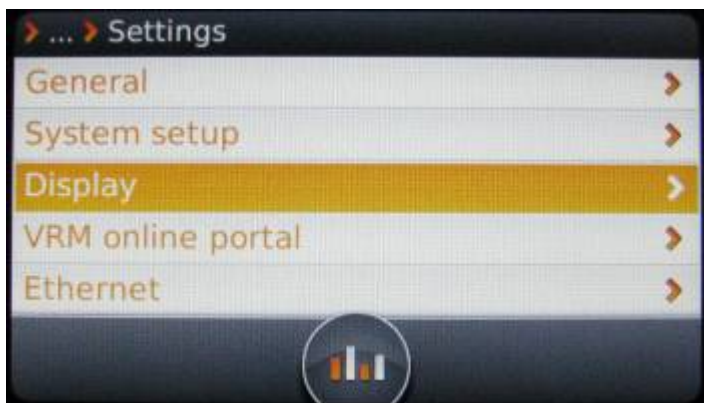 ... Settings
General
System setup
Display
VRM online portal
Ethernet